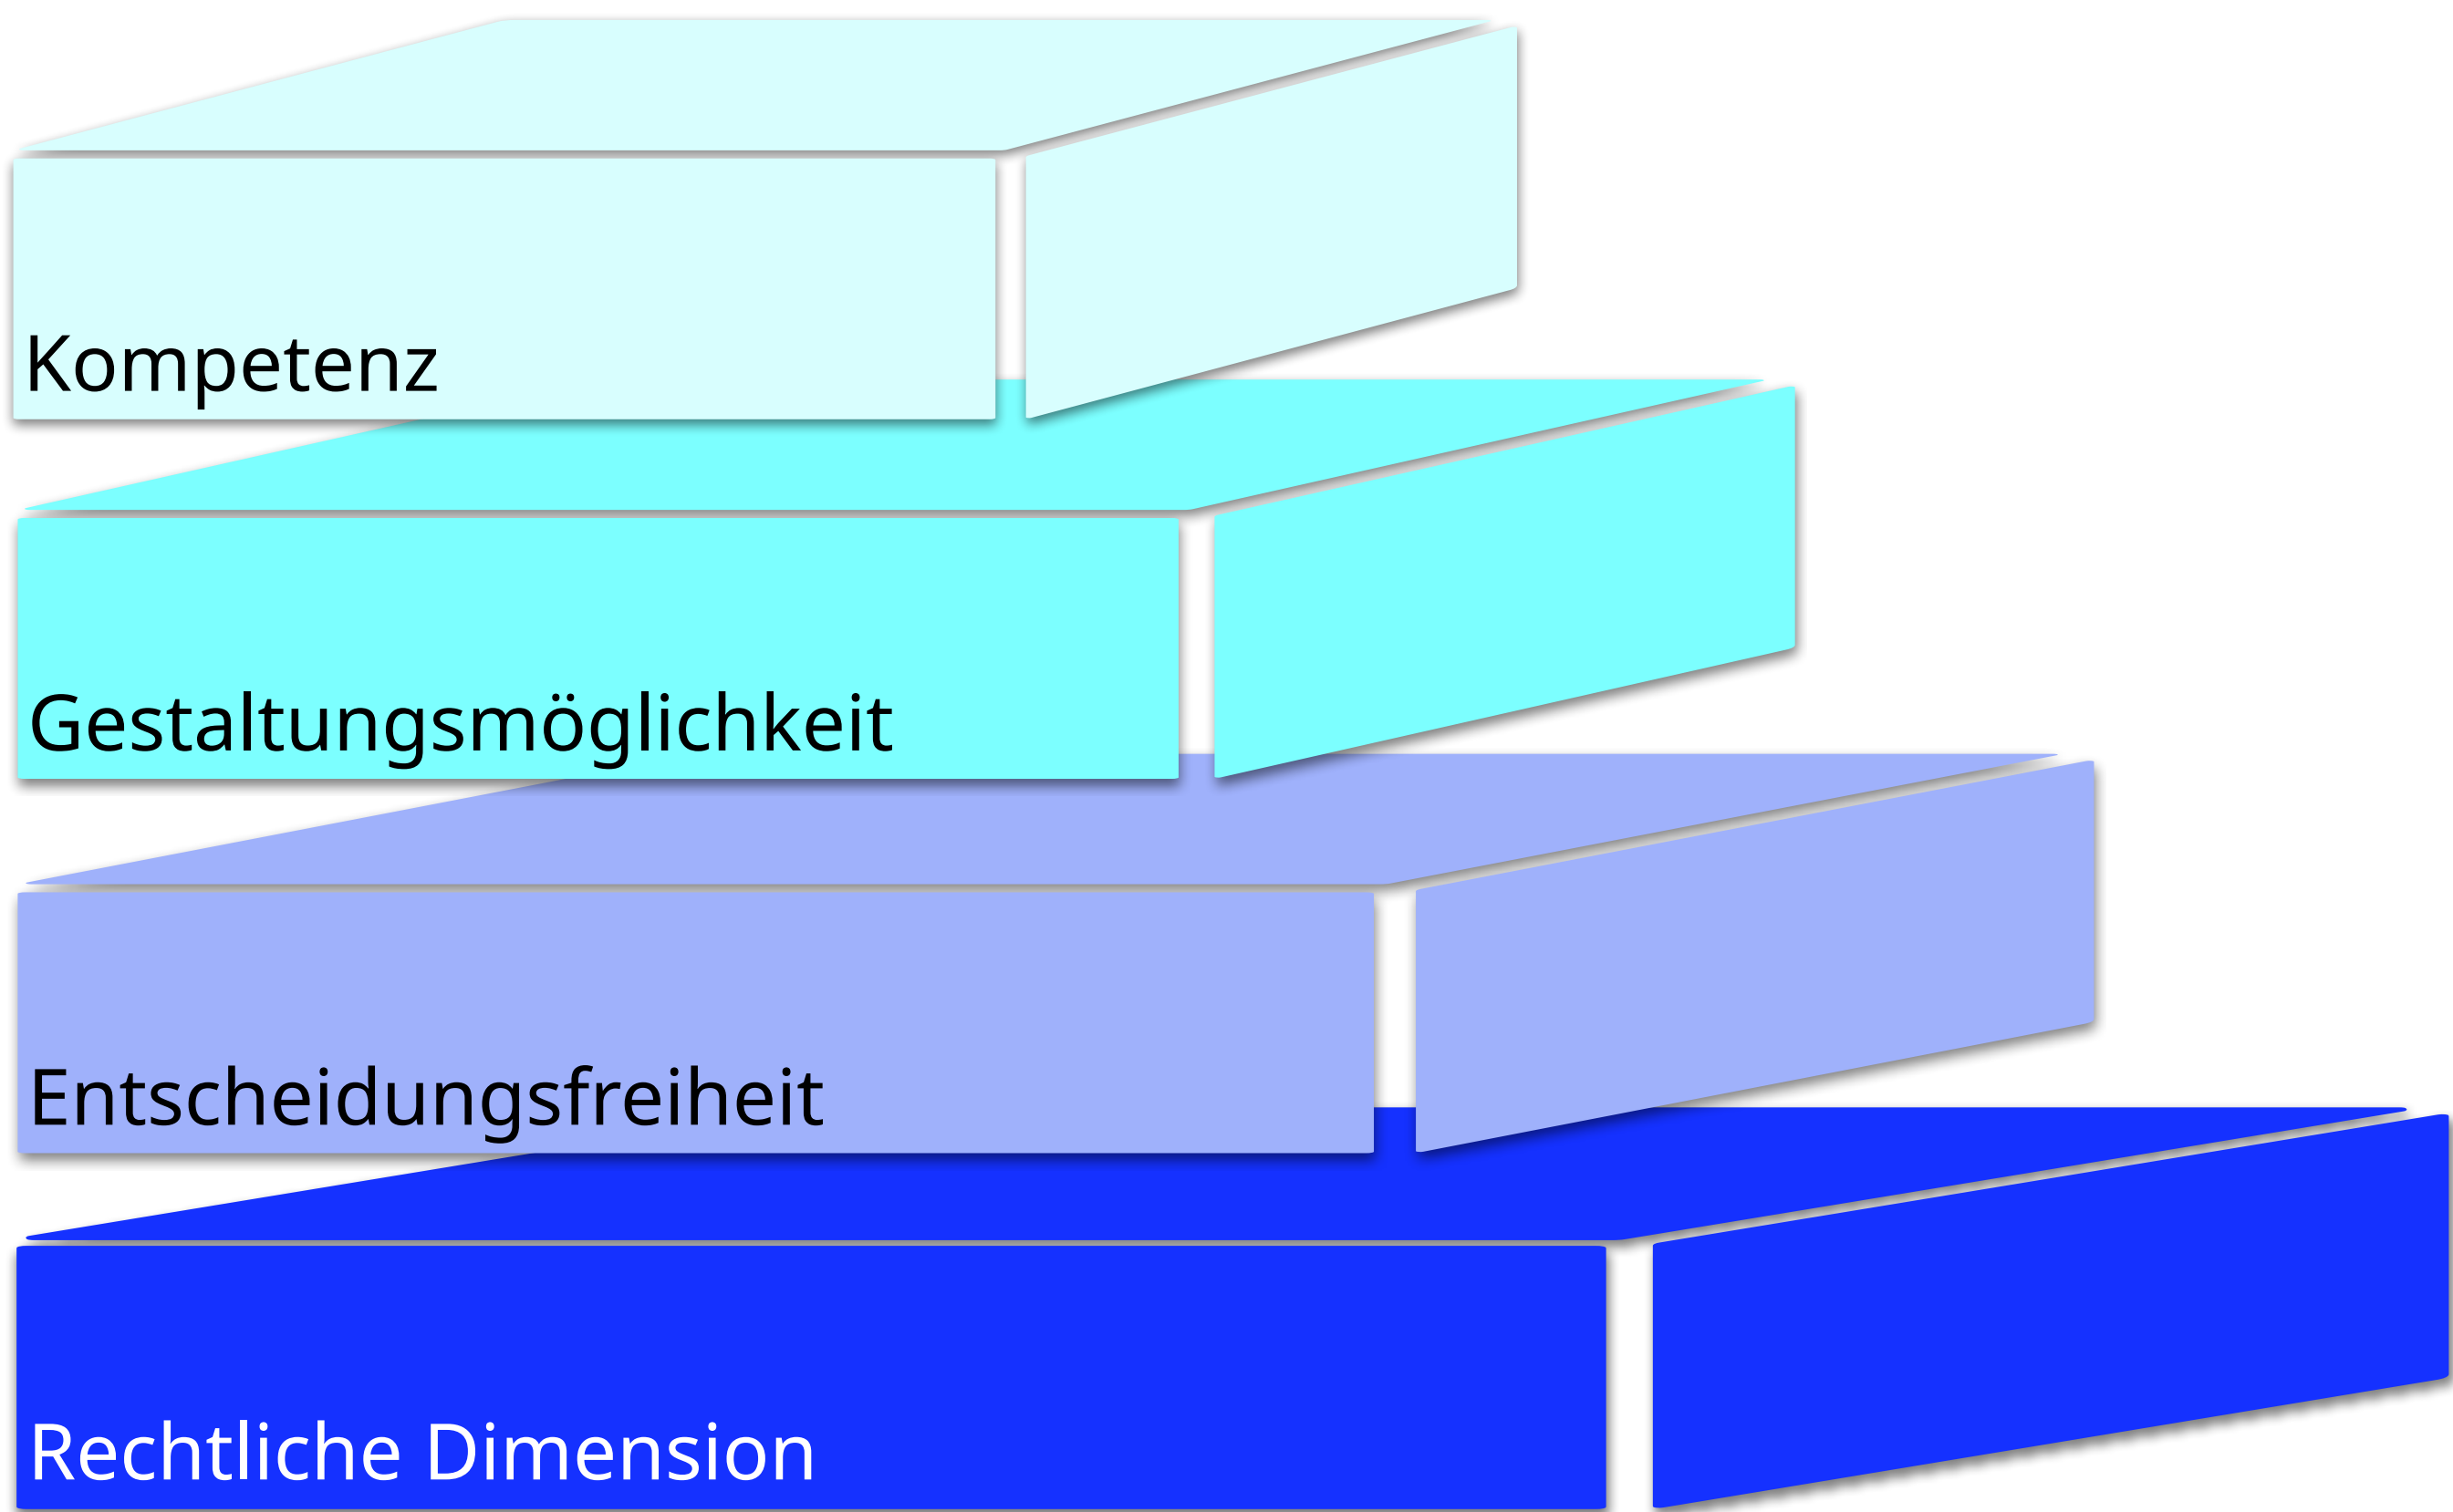 Kompetenz
Gestaltungsmöglichkeit
Entscheidungsfreiheit
Rechtliche Dimension